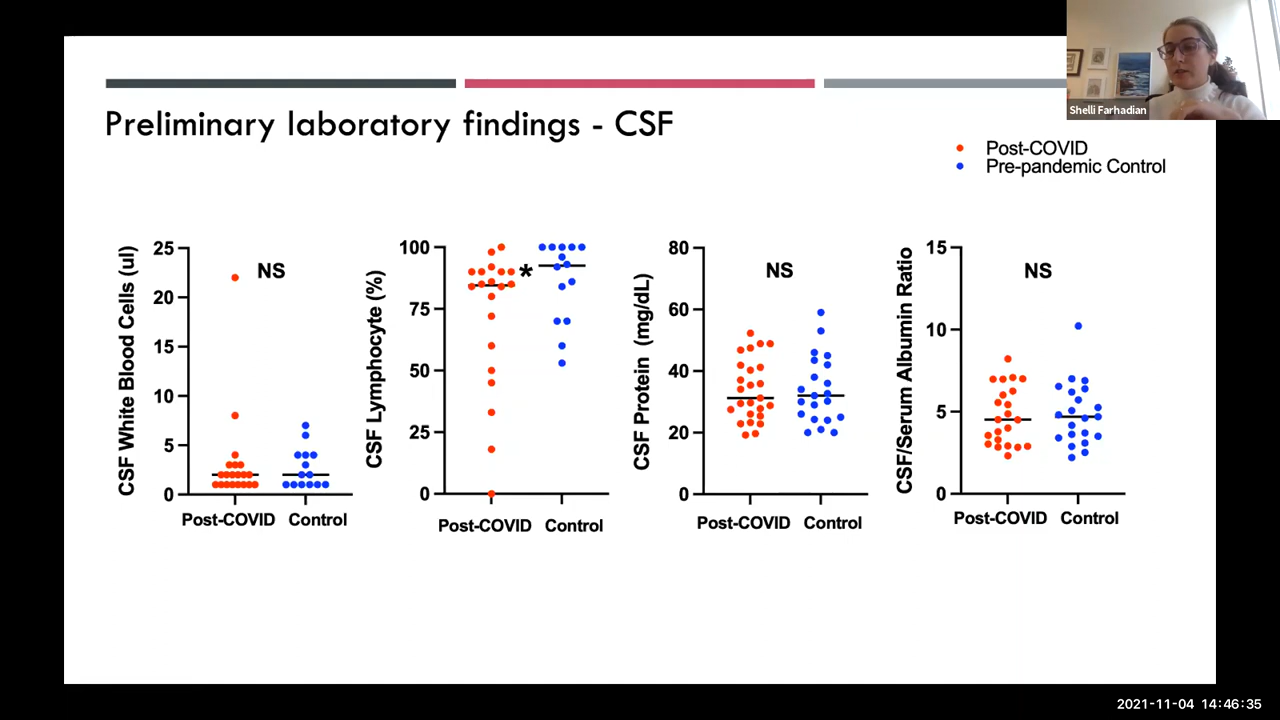 Shelli Farhadian
Preliminary laboratory findings - CSF
Post-COVID
Pre-pandemic Control
CSF White Blood Cells (ul)
25
20
15
10
5
0
NS
Post-COVID
Control
CSF Lymphocyte (%)
100
75
50
25
0
*
Post-COVID
Control
CSF Protein (mg/dL)
80
60
40
20
0
NS
Post-COVID
Control
CSF/Serum Albumin Ratio
15
10
5
0
NS
Post-COVID
Control
2021-11-04 14:46:35